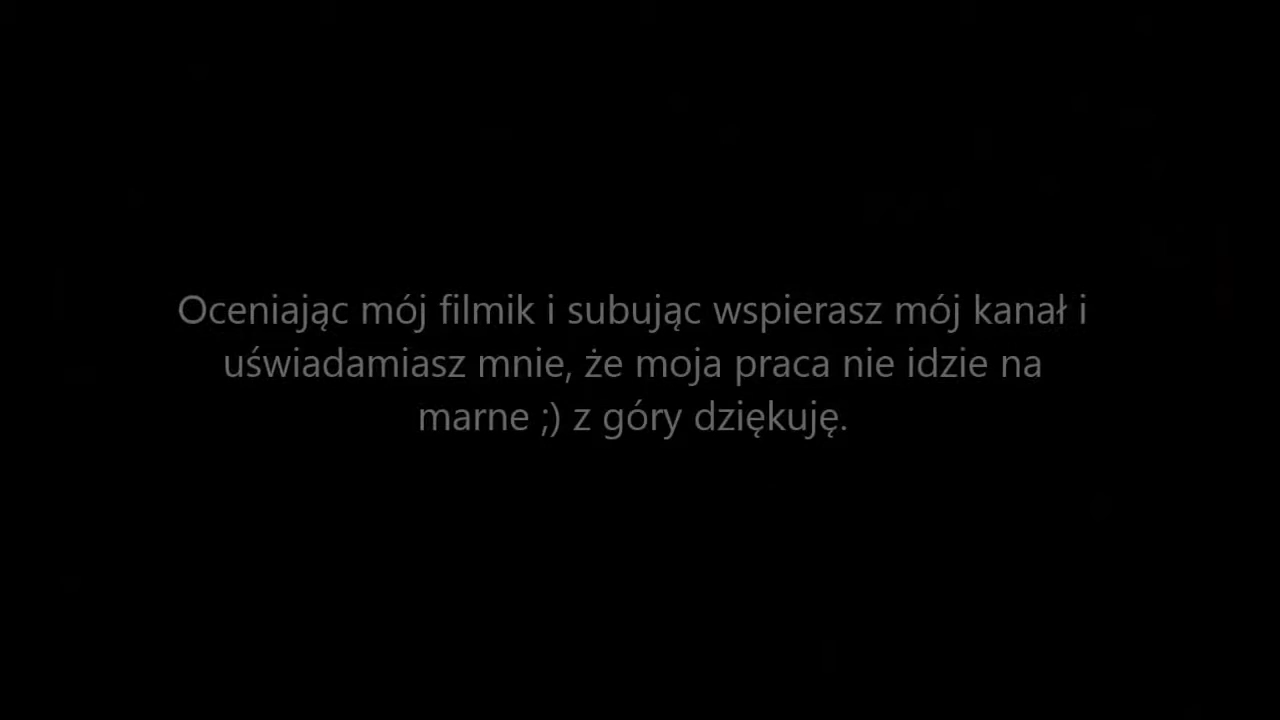 Oceniając mój filmik i subując wspierasz mój kanał i
uświadamiasz mnie, że moja praca nie idzie na
marne ;) z góry dziękuję.